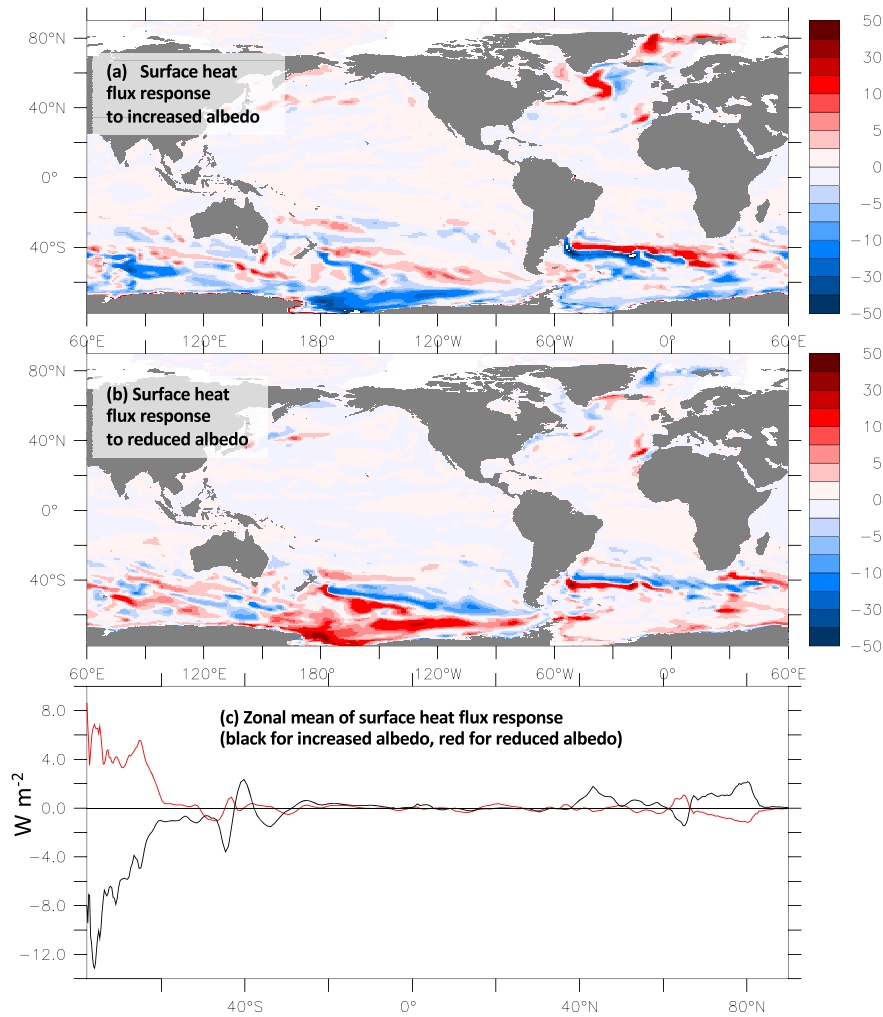 80°N
40°N
0°
40°S
(a) Surface heat
flux response
to increased albedo
50
30
20
10
5
0
−5
−10
−20
−30
−50
60°E 120°E 180° 120°W 60°W 0° 60°E
80°N
40°N
0°
40°S
(b) Surface heat
flux response
to reduced albedo
50
30
20
10
5
0
−5
−10
−20
−30
−50
60°E 120°E 180° 120°W 60°W 0° 60°E
(c) Zonal mean of surface heat flux response
(black for increased albedo, red for reduced albedo)
W m-2
8.0
4.0
0.0
−4.0
−8.0
−12.0
40°S 0° 40°N 80°N